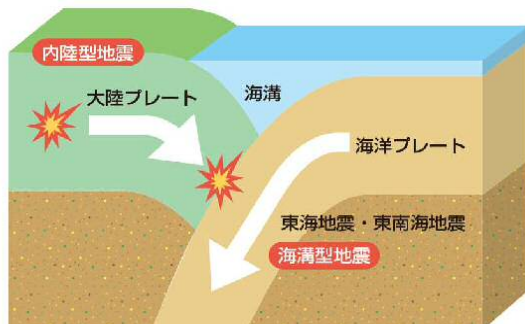 内陸型地震
大陸プレート
海溝
海洋プレート
東海地震・東南海地震
海溝型地震